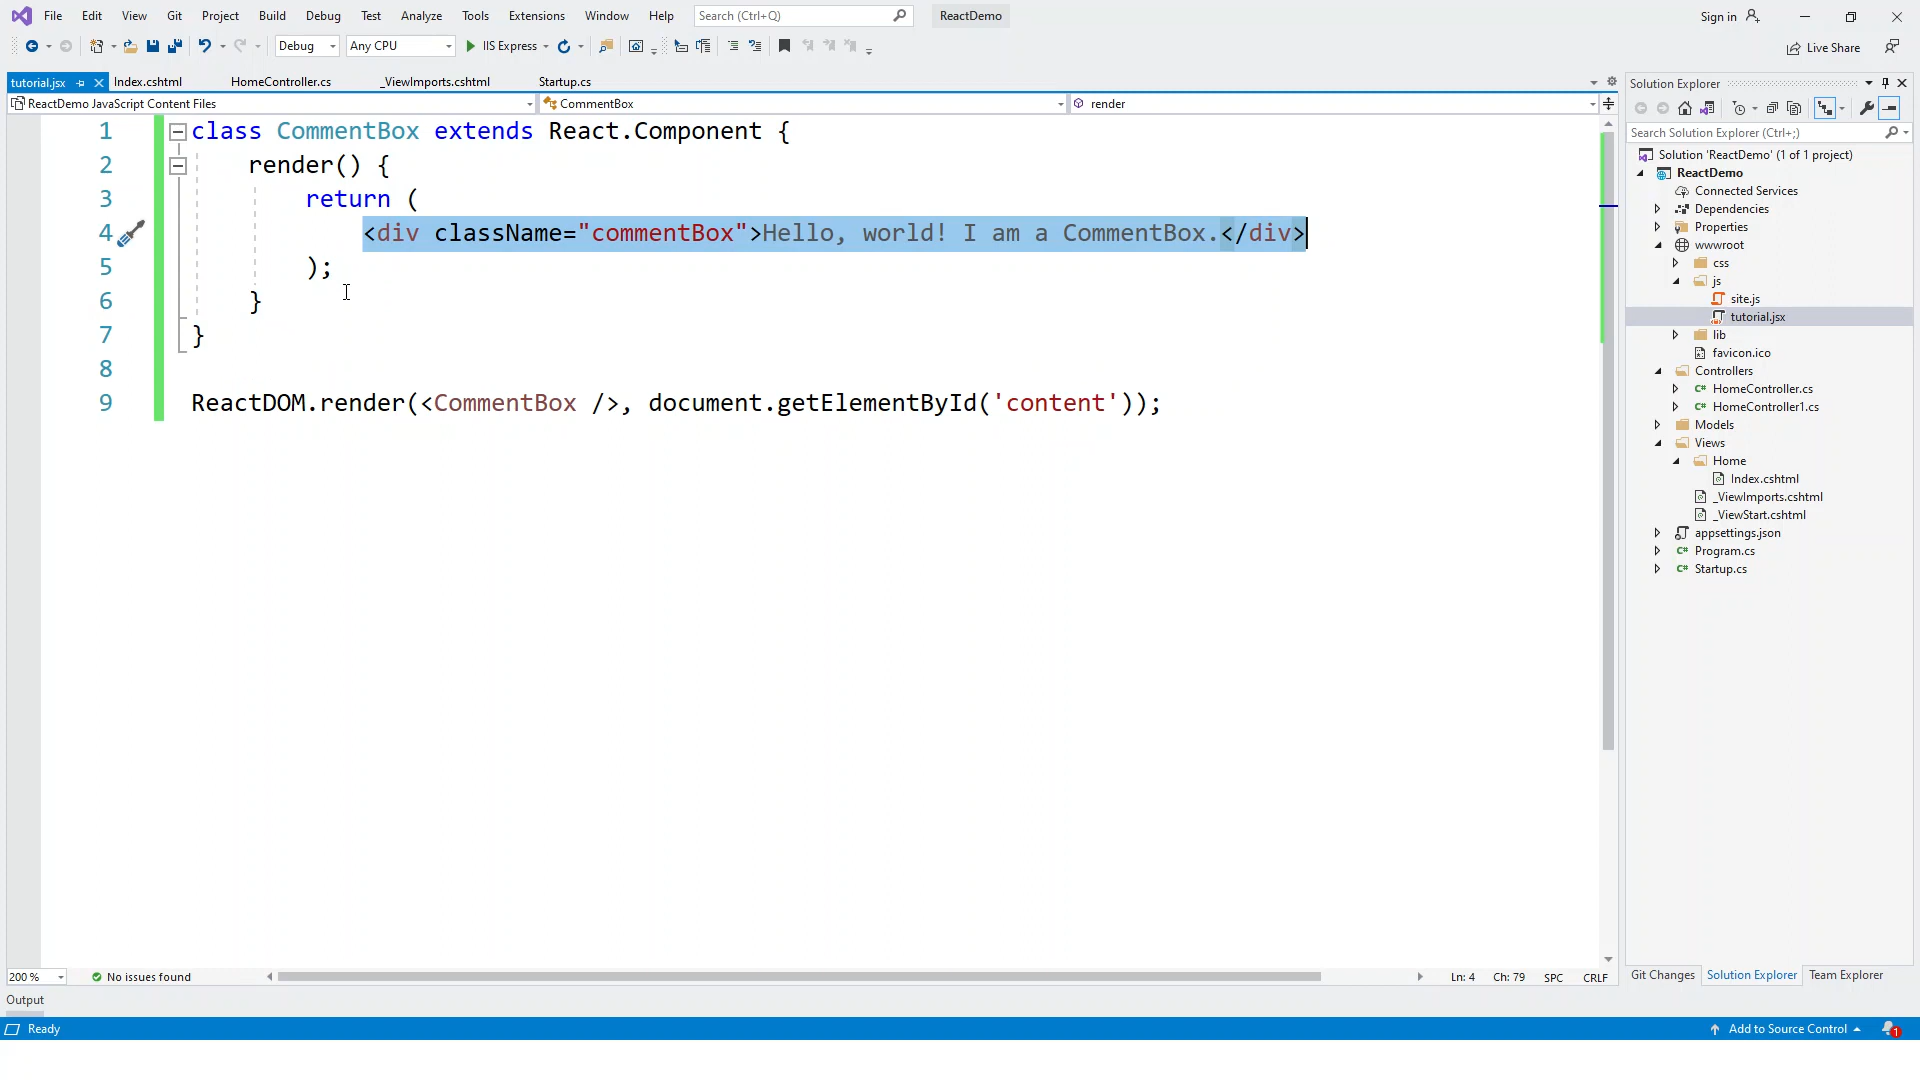 File Edit View Git Project Build Debug Test Analyze Tools Extensions Window Help Search (Ctrl+Q) ReactDemo Sign in
Debug Any CPU IIS Express Live Share
tutorial.jsx Index.cshtml HomeController.cs _ViewImports.cshtml Startup.cs
ReactDemo JavaScript Content Files CommentBox render
1 class CommentBox extends React.Component {
2 render() {
3 return (
4 <div className="commentBox">Hello, world! I am a CommentBox.</div>
5 );
6 }
7 }
8
9 ReactDOM.render(<CommentBox />, document.getElementById('content'));
200 % No issues found Ln: 4 Ch: 79 SPC CRLF
Solution Explorer
Search Solution Explorer (Ctrl+;)
Solution 'ReactDemo' (1 of 1 project)
ReactDemo
Connected Services
Dependencies
Properties
wwwroot
css
js
site.js
tutorial.jsx
lib
favicon.ico
Controllers
C# HomeController.cs
C# HomeController1.cs
Models
Views
Home
Index.cshtml
_ViewImports.cshtml
_ViewStart.cshtml
appsettings.json
C# Program.cs
C# Startup.cs
Git Changes Solution Explorer Team Explorer
Output
Ready Add to Source Control 1